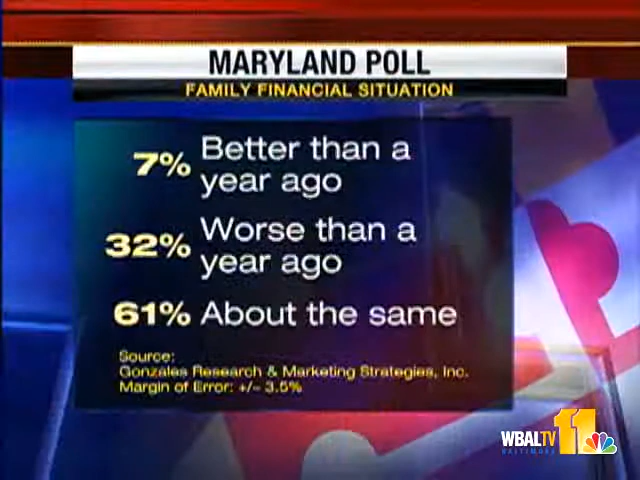 MARYLAND POLL
FAMILY FINANCIAL SITUATION
7% Better than a
year ago
32% Worse than a
year ago
61% About the same
Source:
Gonzales Research & Marketing Strategies, Inc.
Margin of Error: +/- 3.5%
WBALTV 11
BALTIMORE